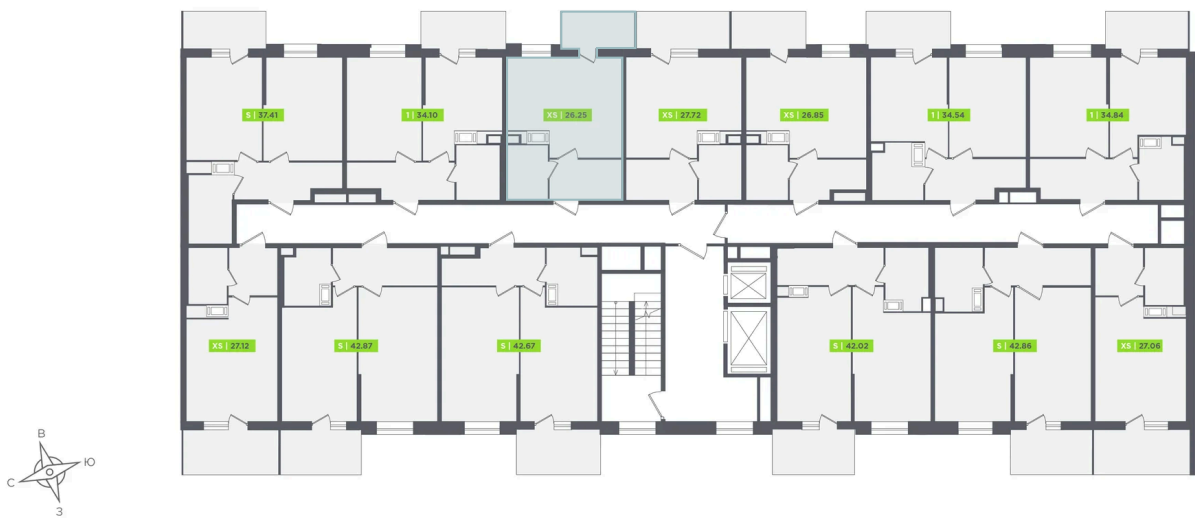 S | 37.41
1 | 34.10
XS | 26.25
XS | 27.72
XS | 26.85
1 | 34.54
1 | 34.84
XS | 27.12
S | 42.87
S | 42.67
S | 42.02
S | 42.86
XS | 27.06
В
Ю
С
З